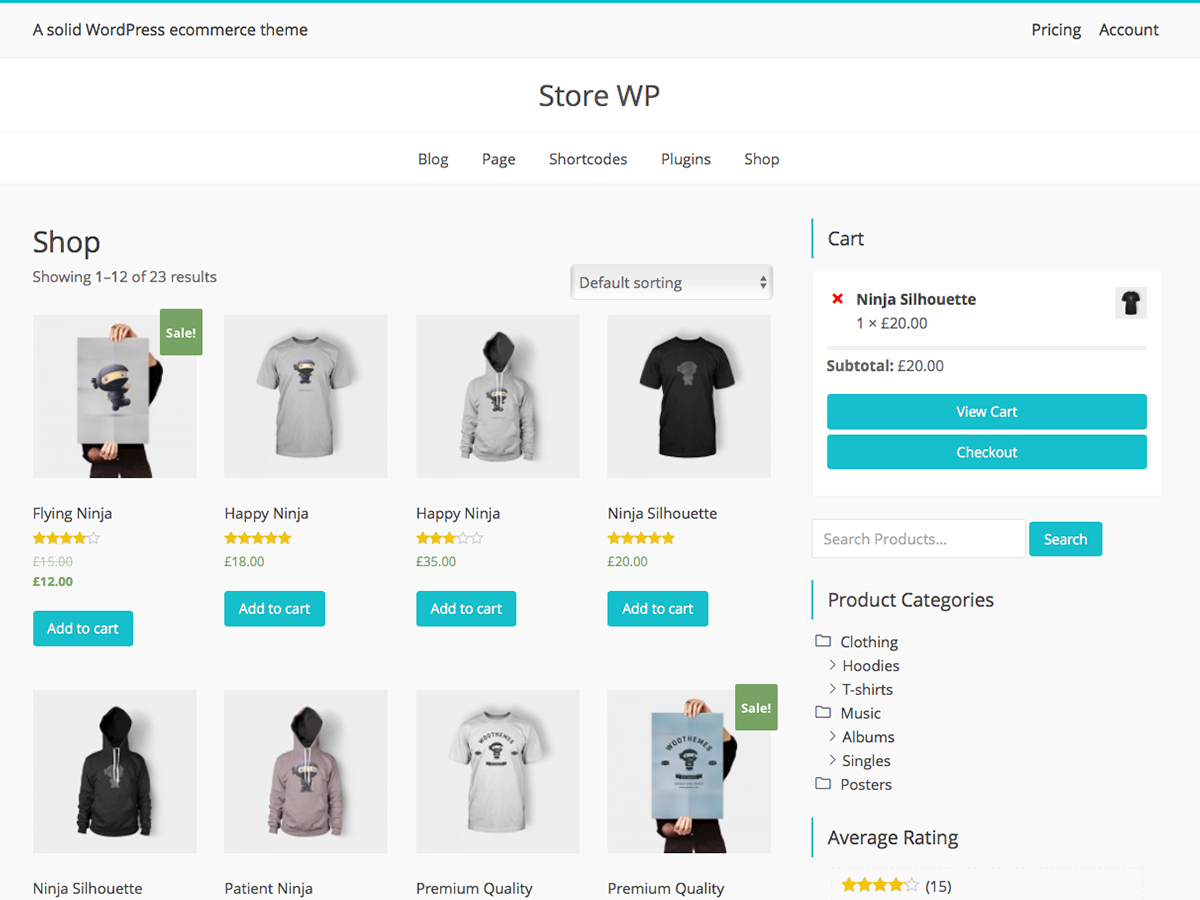 A solid WordPress ecommerce theme
Pricing
Account
Store WP
Blog
Page
Shortcodes
Plugins
Shop
Shop
Showing 1–12 of 23 results
Default sorting
Sale!
Flying Ninja
£15.00
£12.00
Add to cart
Happy Ninja
£18.00
Add to cart
Happy Ninja
£35.00
Add to cart
Ninja Silhouette
£20.00
Add to cart
Ninja Silhouette
Patient Ninja
WOOTHEMES
Premium Quality
Sale!
WOOTHEMES
Premium Quality
Cart
Ninja Silhouette
1 × £20.00
Subtotal: £20.00
View Cart
Checkout
Search Products...
Search
Product Categories
Clothing
Hoodies
T-shirts
Music
Albums
Singles
Posters
Average Rating
(15)